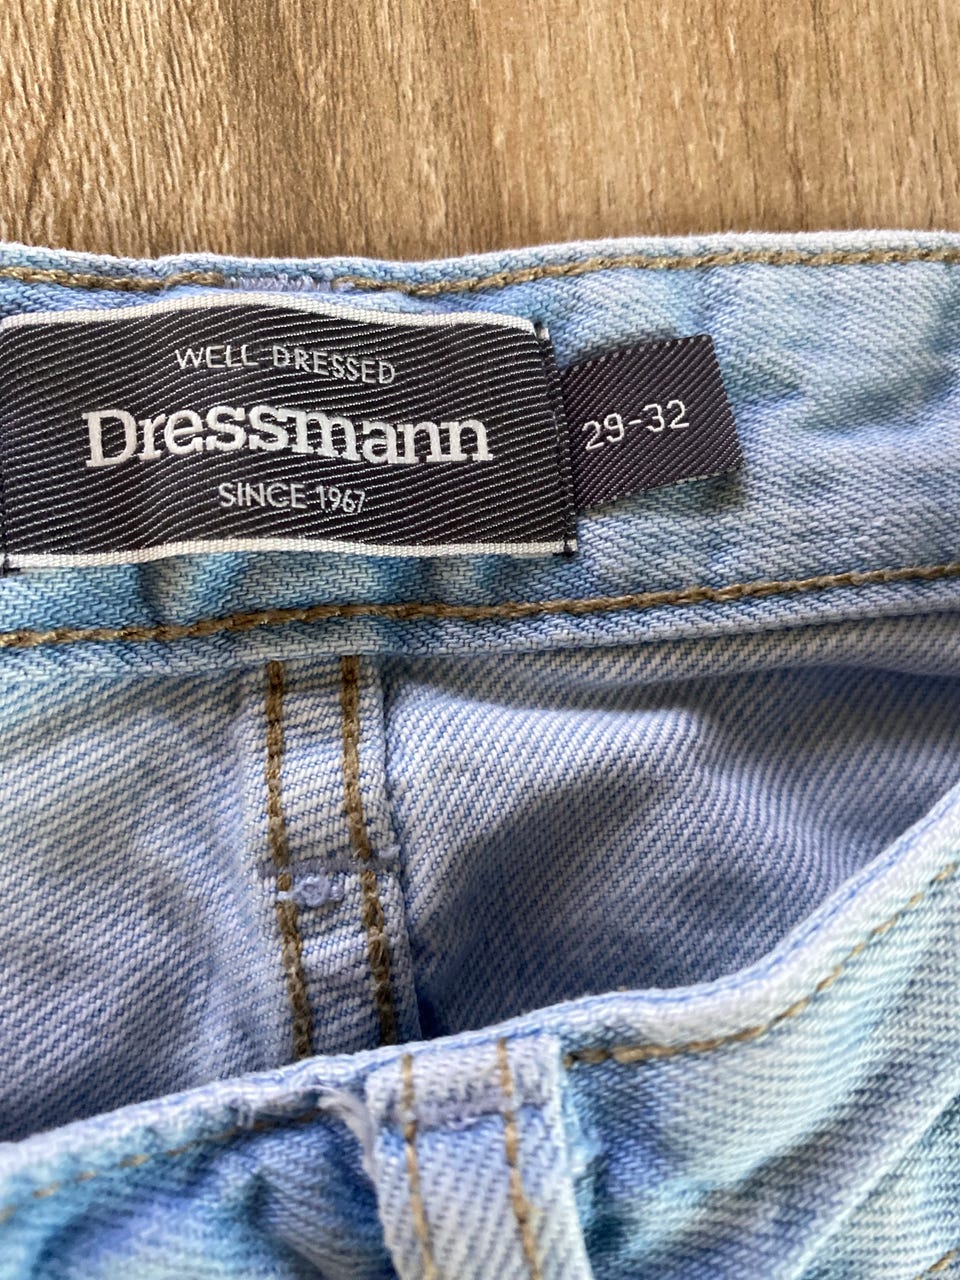 WELL DRESSED
Dressmann
SINCE 1967
29-32